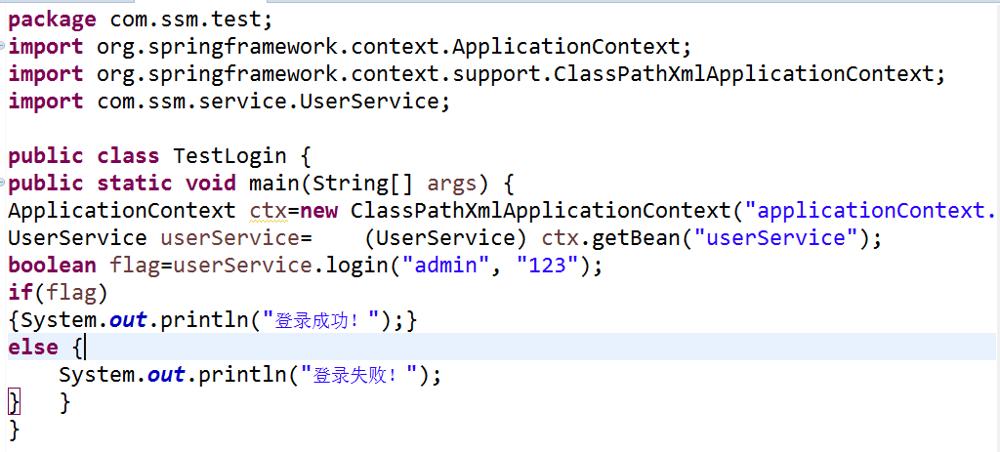 package com.ssm.test;
import org.springframework.context.ApplicationContext;
import org.springframework.context.support.ClassPathXmlApplicationContext;
import com.ssm.service.UserService;

public class TestLogin {
public static void main(String[] args) {
ApplicationContext ctx=new ClassPathXmlApplicationContext("applicationContext.
UserService userService=    (UserService) ctx.getBean("userService");
boolean flag=userService.login("admin", "123");
if(flag)
{System.out.println("登录成功！");}
else {
    System.out.println("登录失败！");
}   }
}